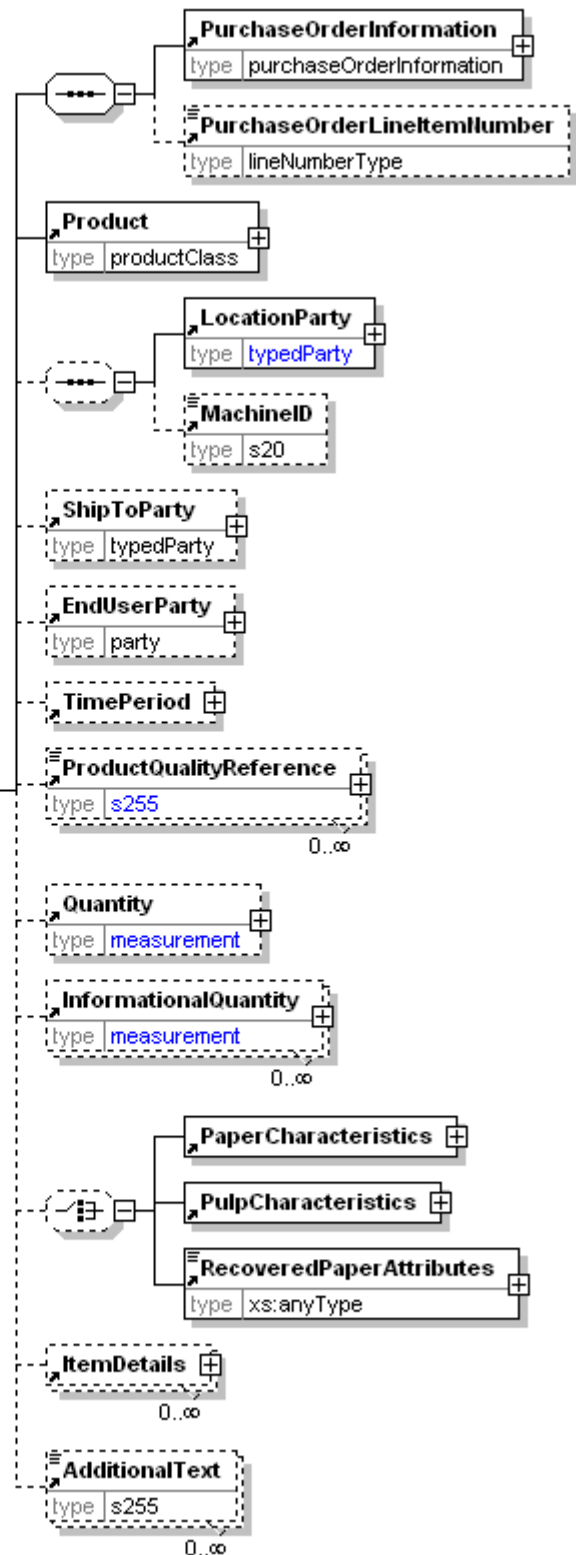 PurchaseOrderInformation
type purchaseOrderInformation
PurchaseOrderLineItemNumber
type lineNumberType
Product
type productClass
LocationParty
type typedParty
MachineID
type s20
ShipToParty
type typedParty
EndUserParty
type party
TimePeriod
ProductQualityReference
type s255
0..∞
Quantity
type measurement
InformationalQuantity
type measurement
0..∞
PaperCharacteristics
PulpCharacteristics
RecoveredPaperAttributes
type xs:anyType
ItemDetails
0..∞
AdditionalText
type s255
0..∞